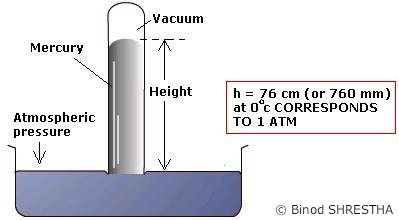 Vacuum
Mercury
Height
Atmospheric
pressure
h = 76 cm (or 760 mm)
at 0°c CORRESPONDS
TO 1 ATM
© Binod SHRESTHA